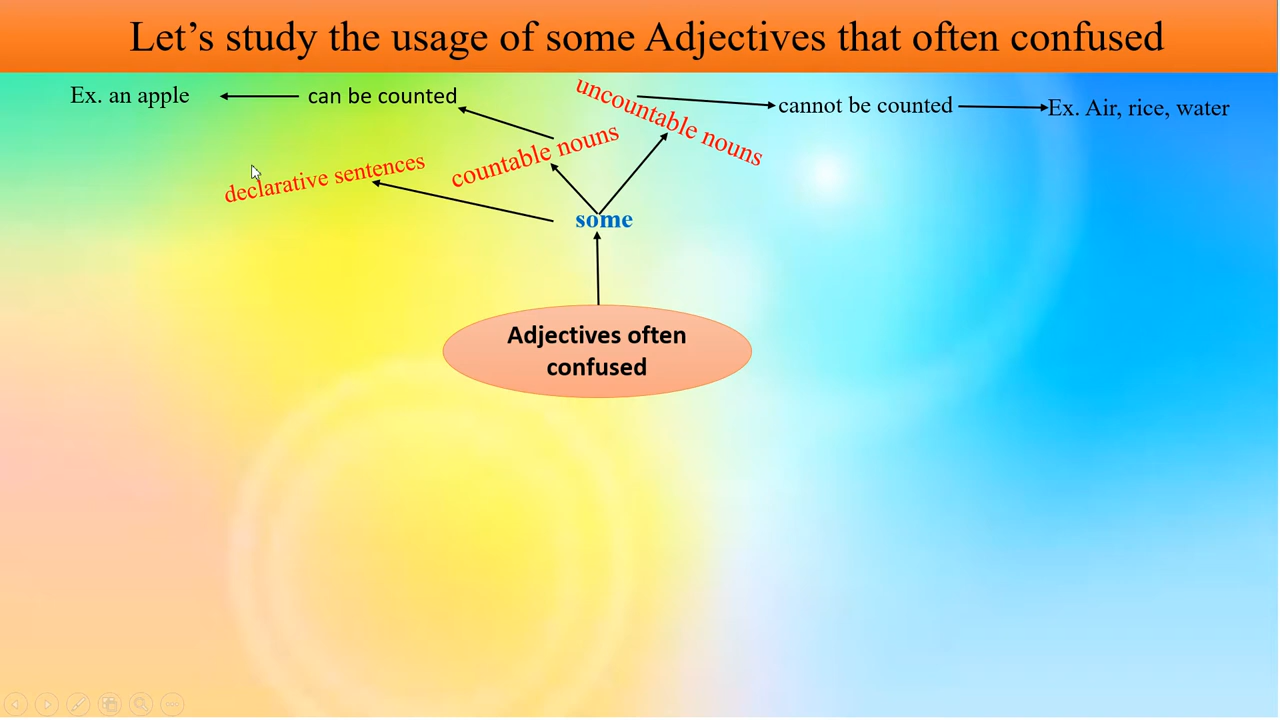 Let’s study the usage of some Adjectives that often confused
Ex. an apple
can be counted
uncountable nouns
cannot be counted
Ex. Air, rice, water
countable nouns
declarative sentences
some
Adjectives often
confused